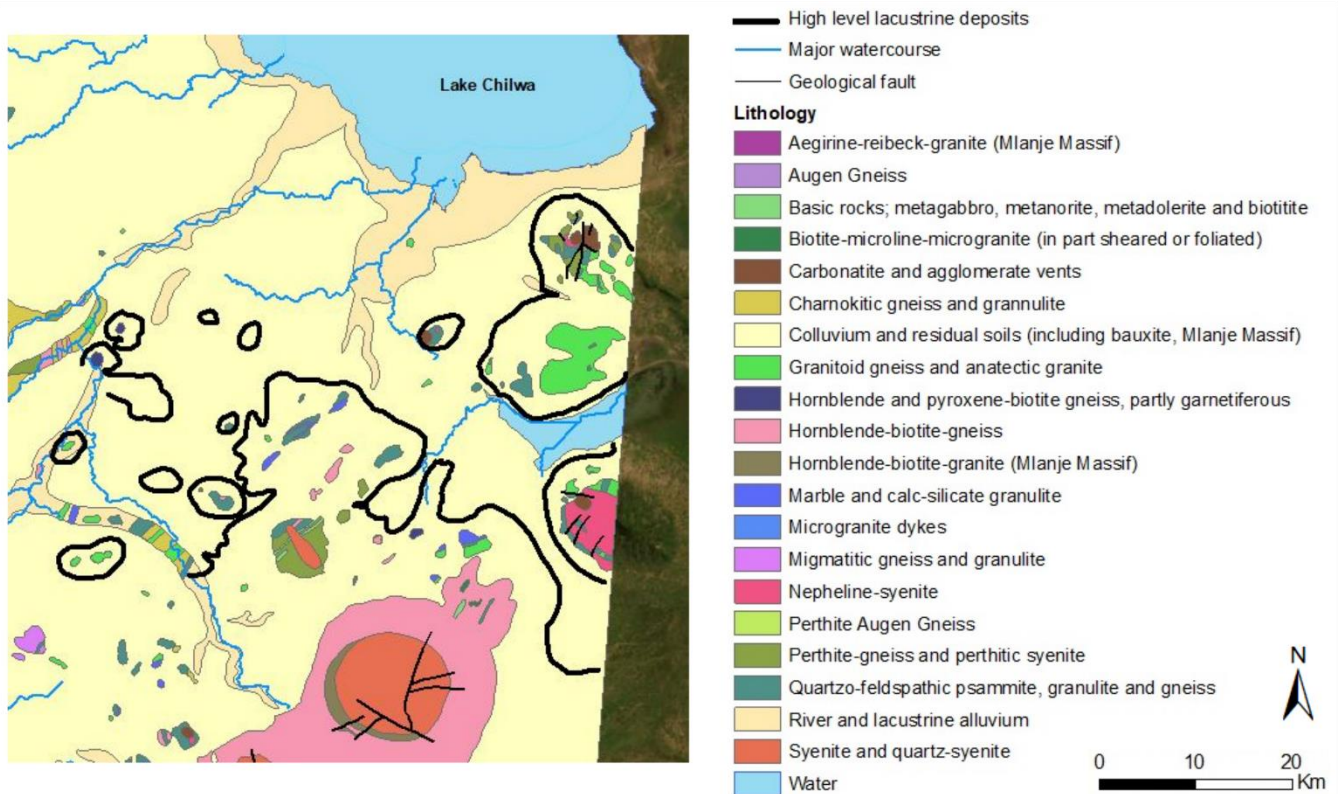 Lake Chilwa
High level lacustrine deposits
Major watercourse
Geological fault
Lithology
Aegirine-reibeck-granite (Mlanje Massif)
Augen Gneiss
Basic rocks; metagabbro, metanorite, metadolerite and biotitite
Biotite-microline-microgranite (in part sheared or foliated)
Carbonatite and agglomerate vents
Charnokitic gneiss and grannulite
Colluvium and residual soils (including bauxite, Mlanje Massif)
Granitoid gneiss and anatectic granite
Hornblende and pyroxene-biotite gneiss, partly garnetiferous
Hornblende-biotite-gneiss
Hornblende-biotite-granite (Mlanje Massif)
Marble and calc-silicate granulite
Microgranite dykes
Migmatitic gneiss and granulite
Nepheline-syenite
Perthite Augen Gneiss
Perthite-gneiss and perthitic syenite
Quartzo-feldspathic psammite, granulite and gneiss
River and lacustrine alluvium
Syenite and quartz-syenite
Water
N
0 10 20
Km